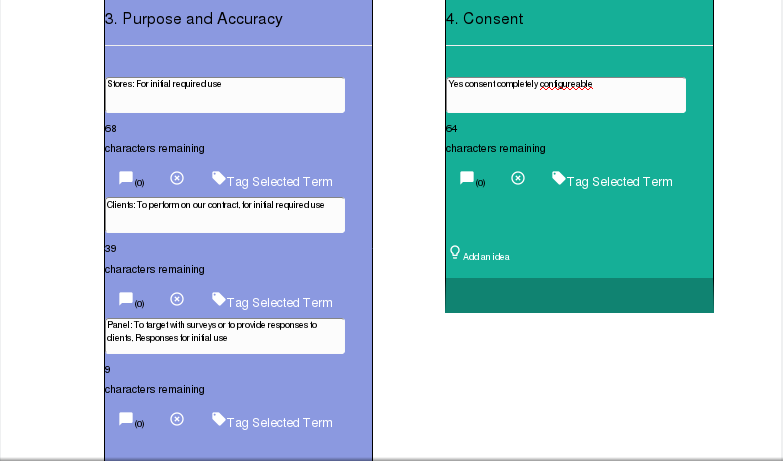 3. Purpose and Accuracy
Stores: For initial required use
68
characters remaining
(0)
Tag Selected Term
Clients: To perform on our contract, for initial required use
39
characters remaining
(0)
Tag Selected Term
Panel: To target with surveys or to provide responses to
clients, Responses for initial use
9
characters remaining
(0)
Tag Selected Term
4. Consent
Yes consent completely configureable
64
characters remaining
(0)
Tag Selected Term
Add an idea